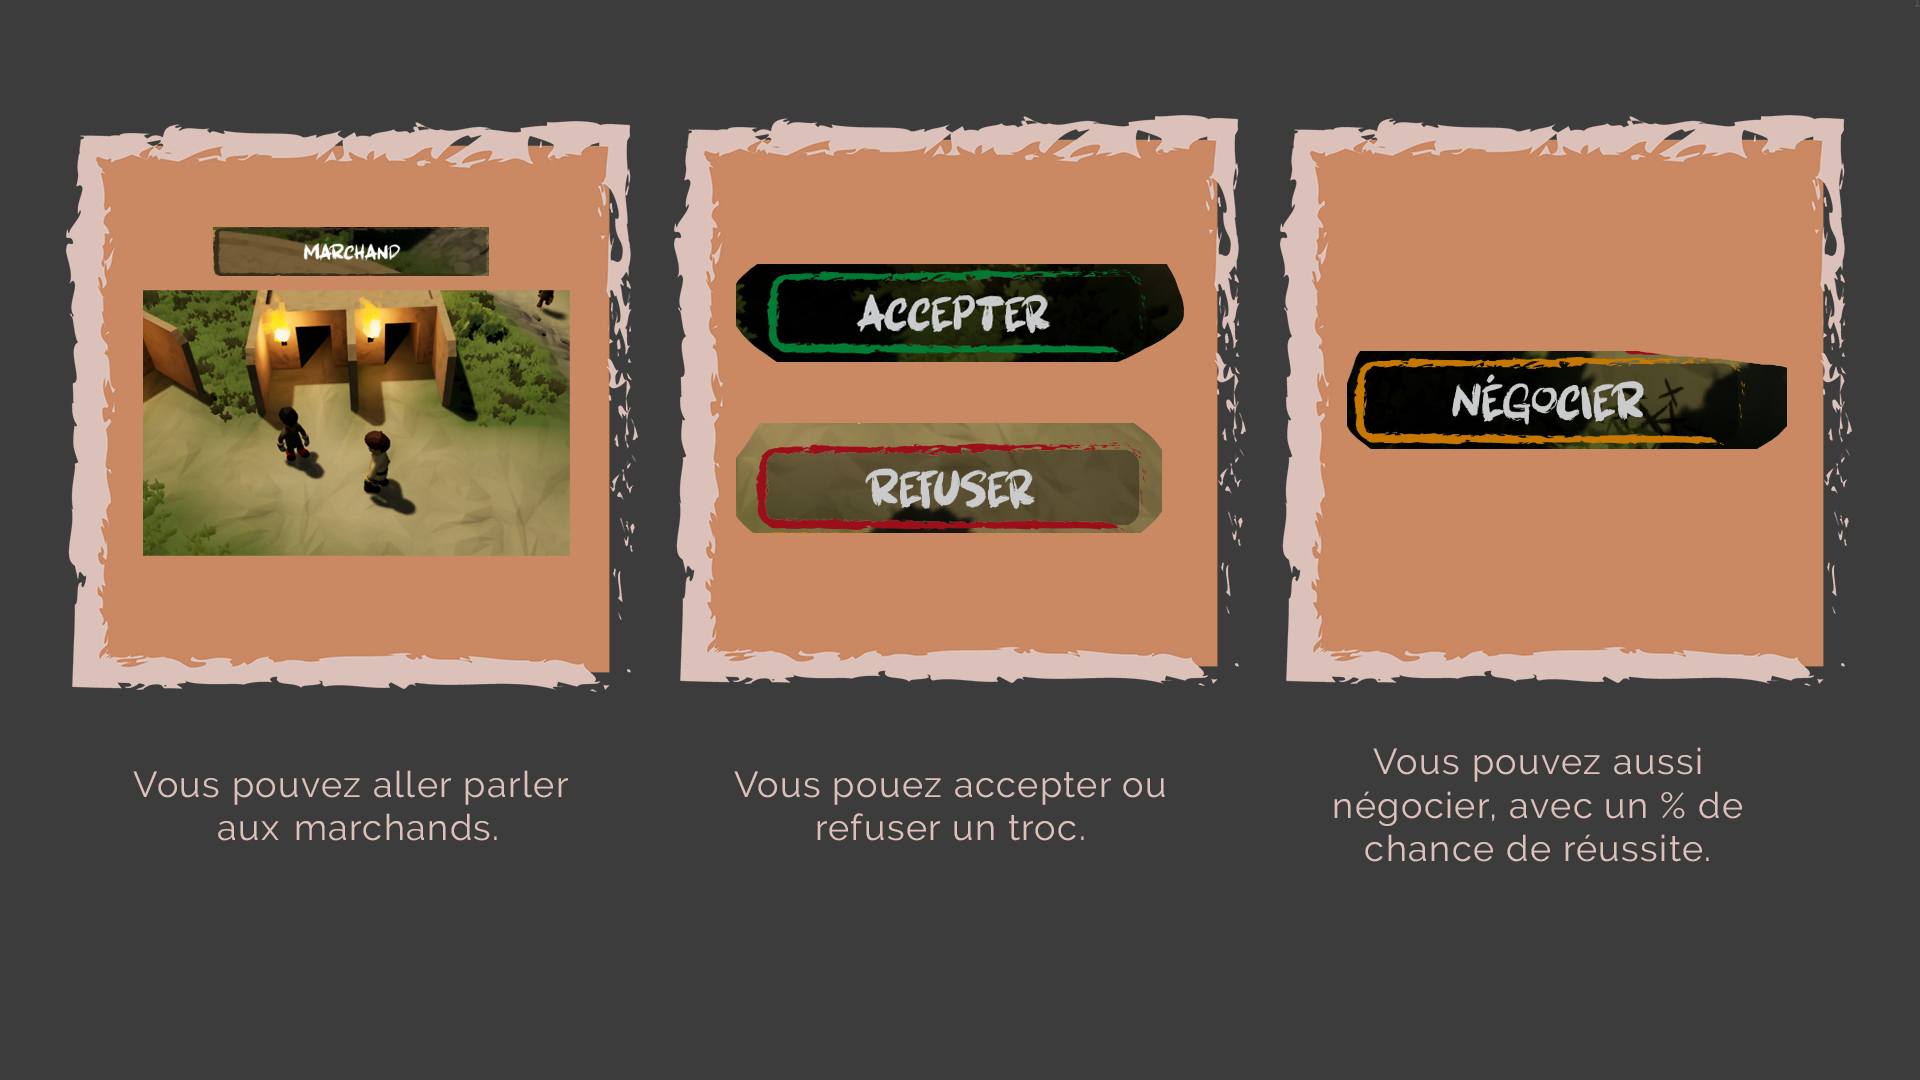 MARCHAND
ACCEPTER
REFUSER
NÉGOCIER
Vous pouvez aller parler
aux marchands.
Vous pouez accepter ou
refuser un troc.
Vous pouvez aussi
négocier, avec un % de
chance de réussite.